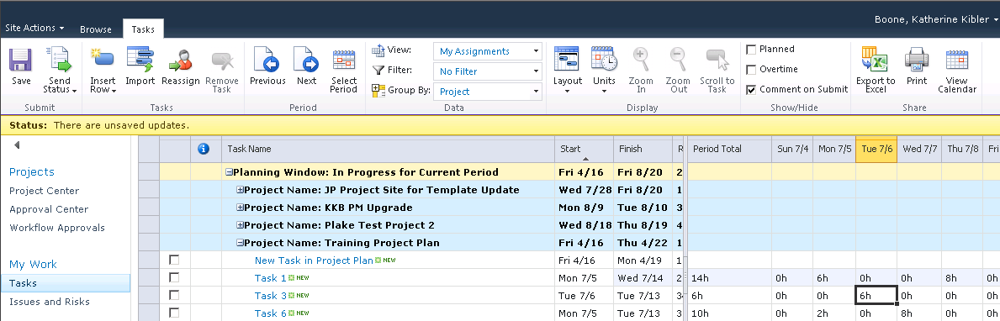 Boone, Katherine Kibler
Site Actions Browse Tasks
Save Send Status Insert Row Import Reassign Remove Task Previous Next Select Period View: My Assignments Filter: No Filter Group By: Project Layout Units Zoom In Zoom Out Scroll to Task Planned Overtime Comment on Submit Export to Excel Print View Calendar
Submit Tasks Period Data Display Show/Hide Share
Status: There are unsaved updates.
Task Name Start Finish R Period Total Sun 7/4 Mon 7/5 Tue 7/6 Wed 7/7 Thu 7/8 Fri
Projects Planning Window: In Progress for Current Period Fri 4/16 Fri 8/20 2
Project Center Project Name: JP Project Site for Template Update Wed 7/28 Fri 8/20 1
Approval Center Project Name: KKB PM Upgrade Mon 8/9 Tue 8/10 3
Workflow Approvals Project Name: Plake Test Project 2 Wed 8/18 Thu 8/19 4
Project Name: Training Project Plan Fri 4/16 Thu 4/22 1
My Work New Task in Project Plan NEW Fri 4/16 Mon 4/19 1
Tasks Task 1 NEW Mon 7/5 Wed 7/14 2 14h 0h 6h 0h 0h 8h 0h
Issues and Risks Task 3 NEW Tue 7/6 Tue 7/13 3 6h 0h 0h 6h 0h 0h 0h
Task 6 NEW Mon 7/5 Tue 7/13 3 10h 0h 2h 0h 8h 0h 0h